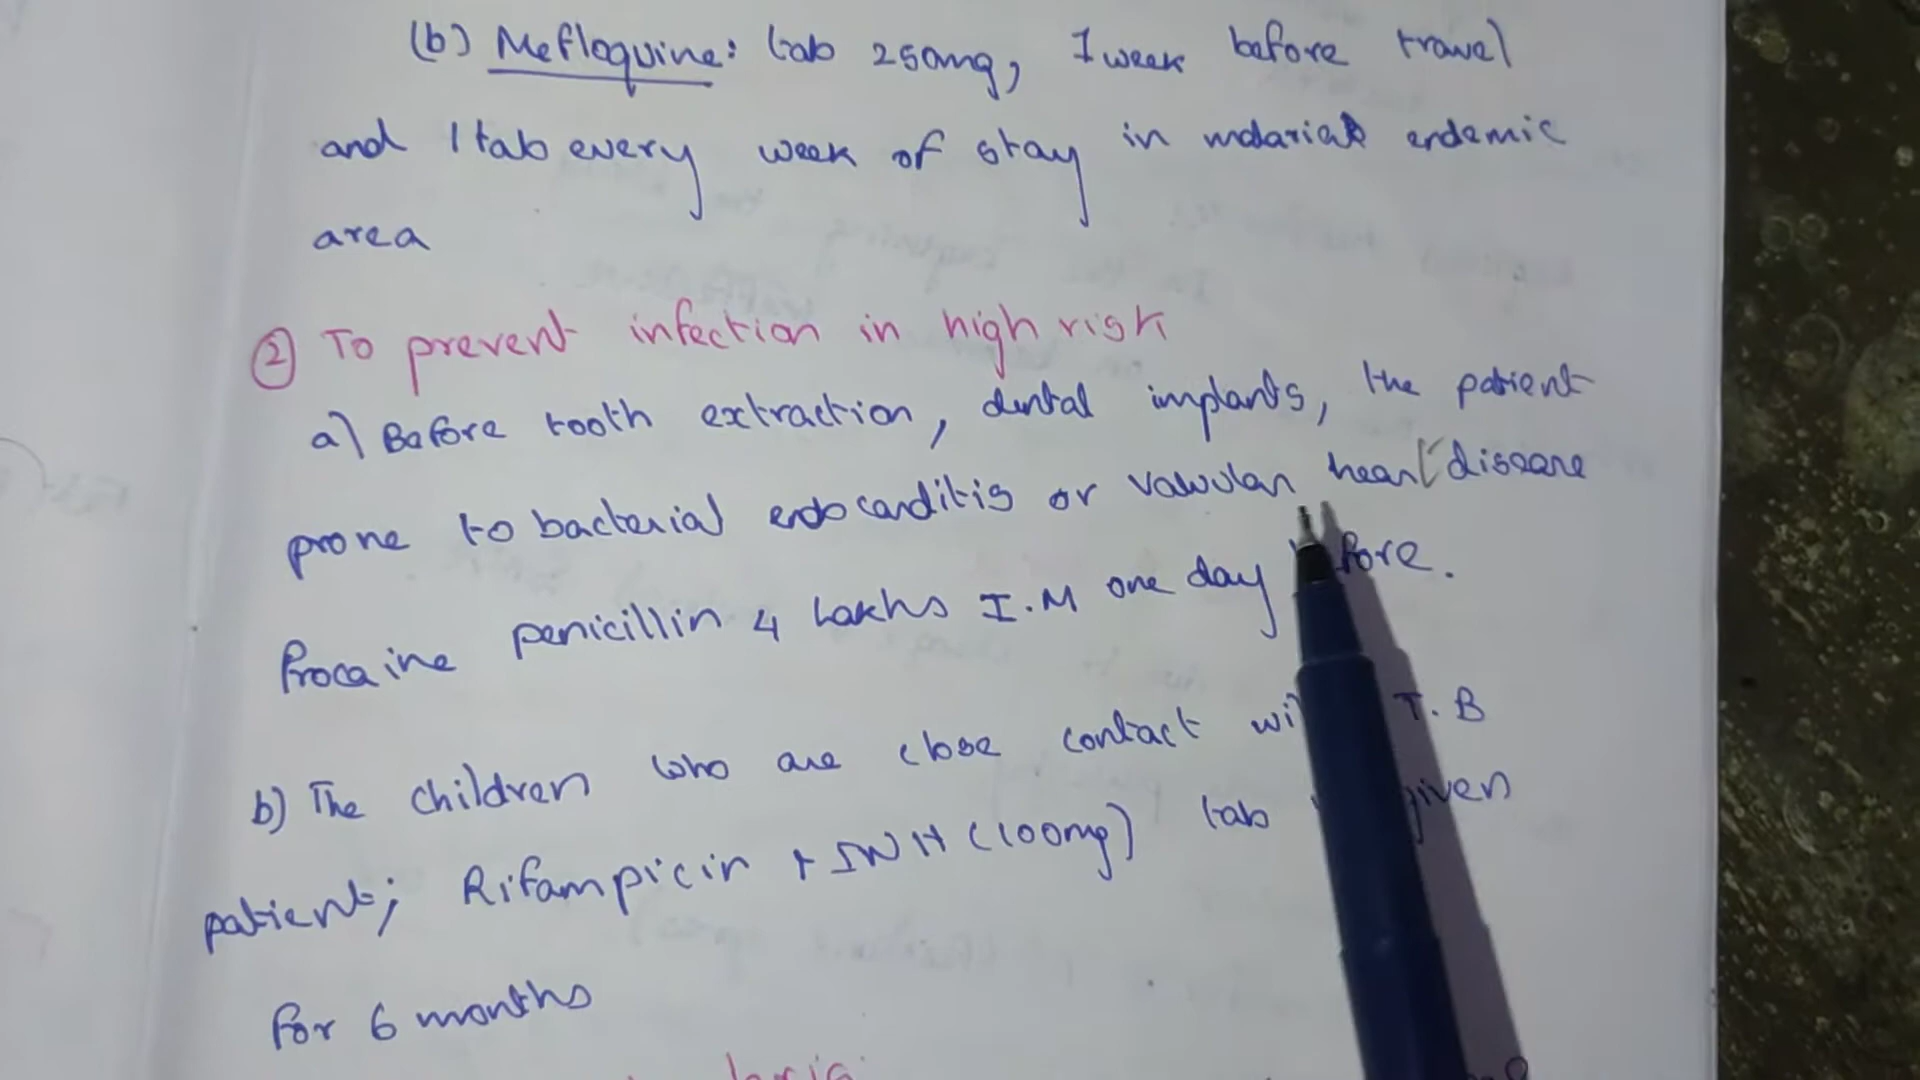 (b) Mefloquine: tab 250mg, 1 week before travel
and 1 tab every week of stay in malarial endemic
area
② To prevent infection in high risk
a) Before tooth extraction, dental implants, the patient
prone to bacterial endocarditis or valvular heart disease
Procaine penicillin 4 Lakhs I.M one day fore.
b) The children who are close contact wi T.B
patient; Rifampicin + INH (100mg) tab given
for 6 months